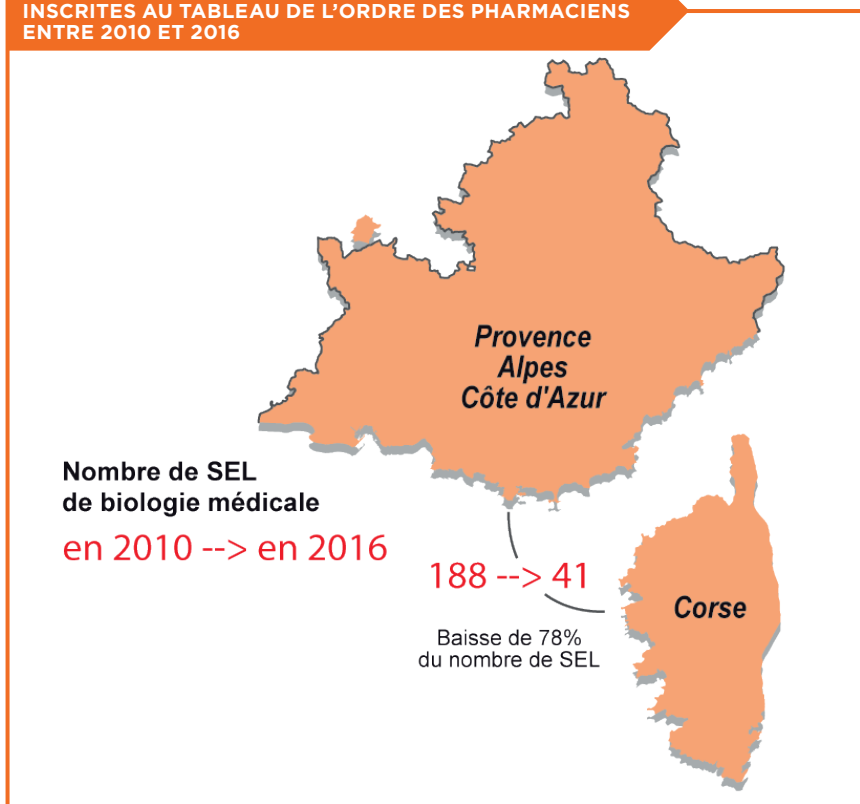 INSCRITES AU TABLEAU DE L'ORDRE DES PHARMACIENS
ENTRE 2010 ET 2016
Provence
Alpes
Côte d'Azur
Nombre de SEL
de biologie médicale
en 2010 --> en 2016
188 --> 41
Corse
Baisse de 78%
du nombre de SEL